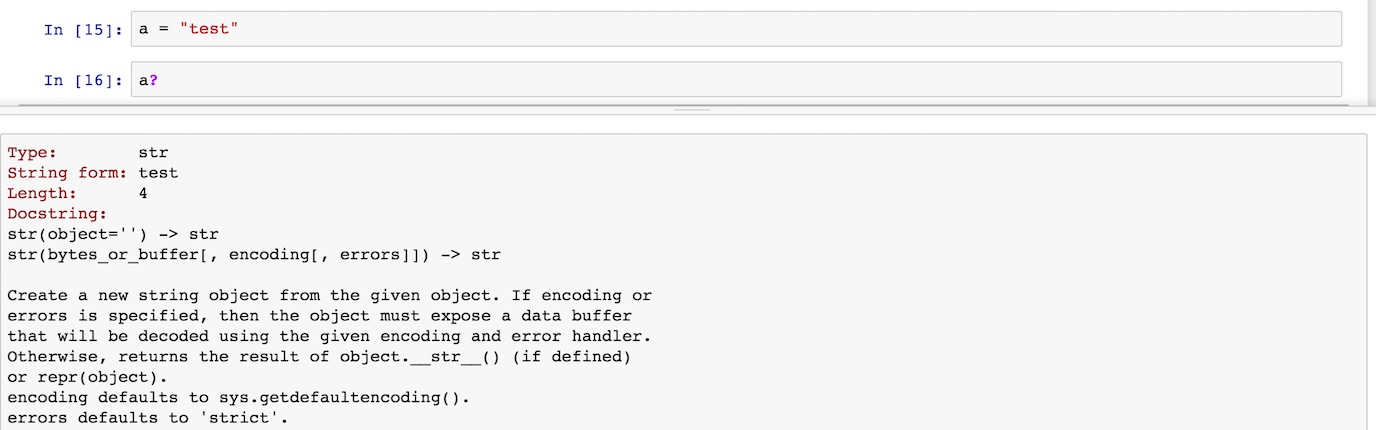 In [15]: a = "test"
In [16]: a?
Type: str
String form: test
Length: 4
Docstring:
str(object='') -> str
str(bytes_or_buffer[, encoding[, errors]]) -> str
Create a new string object from the given object. If encoding or
errors is specified, then the object must expose a data buffer
that will be decoded using the given encoding and error handler.
Otherwise, returns the result of object.__str__() (if defined)
or repr(object).
encoding defaults to sys.getdefaultencoding().
errors defaults to 'strict'.